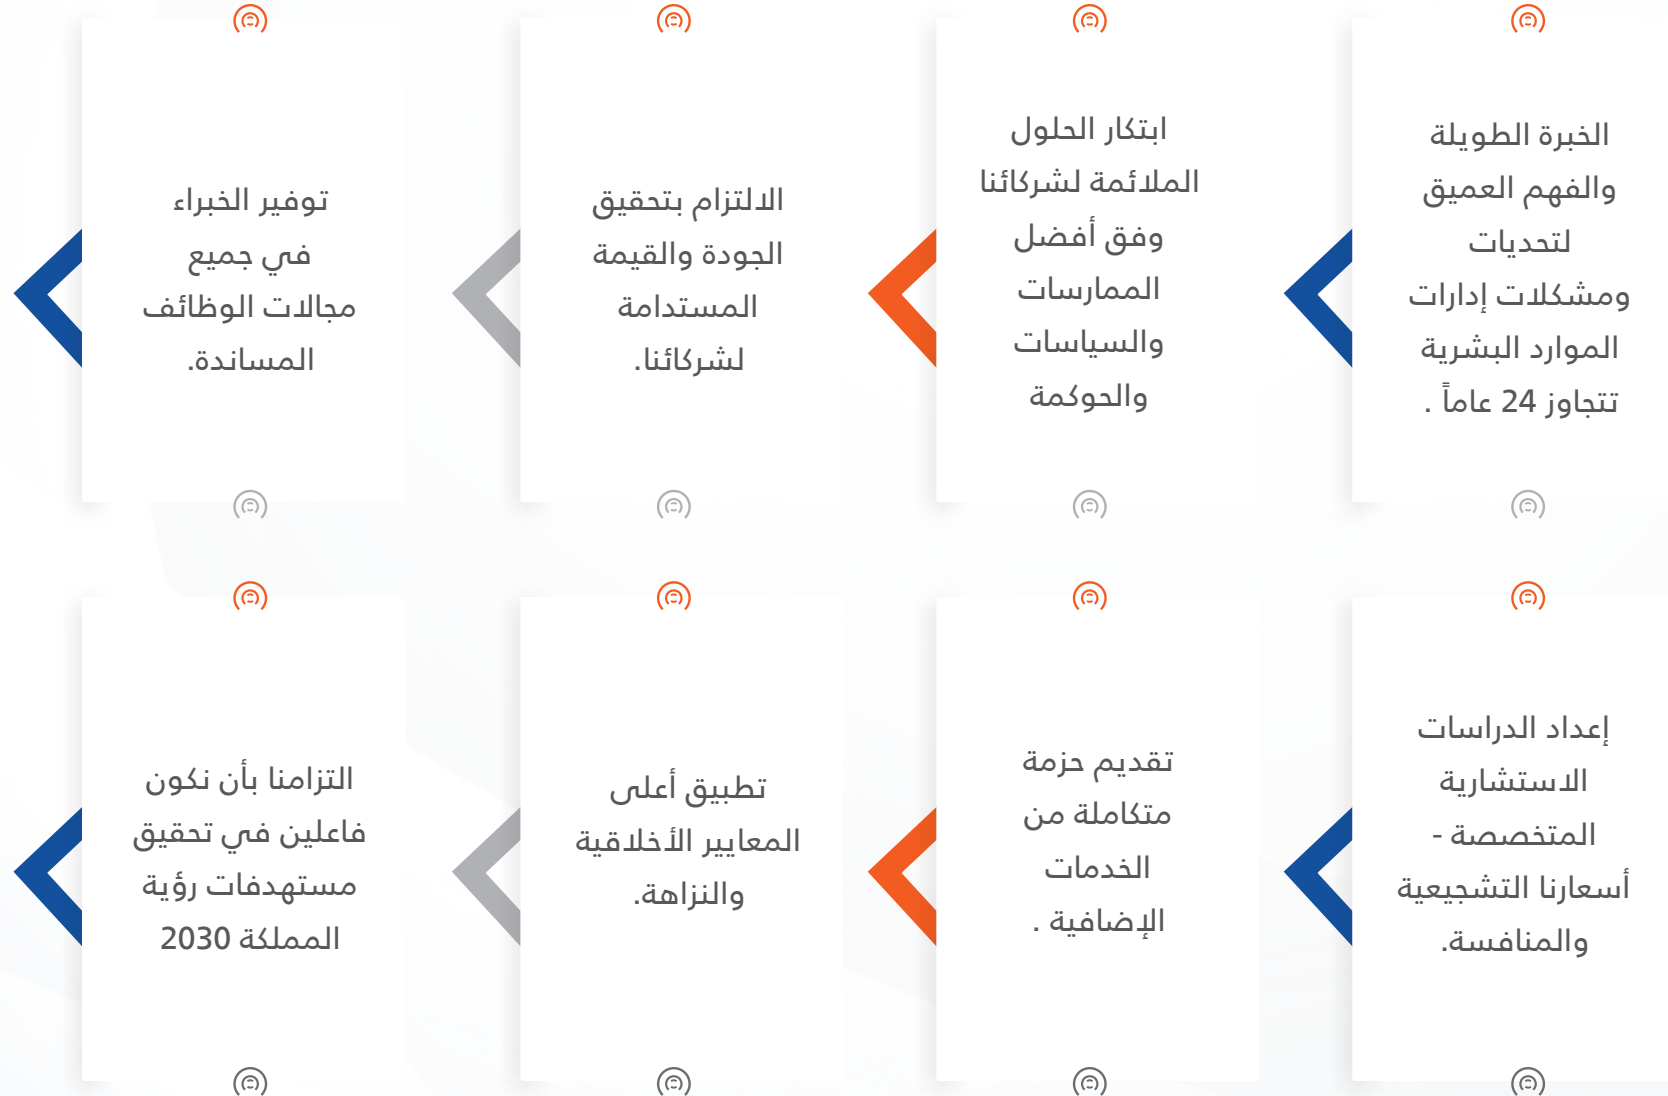 الخبرة الطويلة
والفهم العميق
لتحديات
ومشكلات إدارات
الموارد البشرية
تتجاوز 24 عاماً .
ابتكار الحلول
الملائمة لشركائنا
وفق أفضل
الممارسات
والسياسات
والحوكمة
الالتزام بتحقيق
الجودة والقيمة
المستدامة
لشركائنا.
توفير الخبراء
في جميع
مجالات الوظائف
المساندة.
إعداد الدراسات
الاستشارية
المتخصصة -
أسعارنا التشجيعية
والمنافسة.
تقديم حزمة
متكاملة من
الخدمات
الإضافية .
تطبيق أعلى
المعايير الأخلاقية
والنزاهة.
التزامنا بأن نكون
فاعلين في تحقيق
مستهدفات رؤية
المملكة 2030